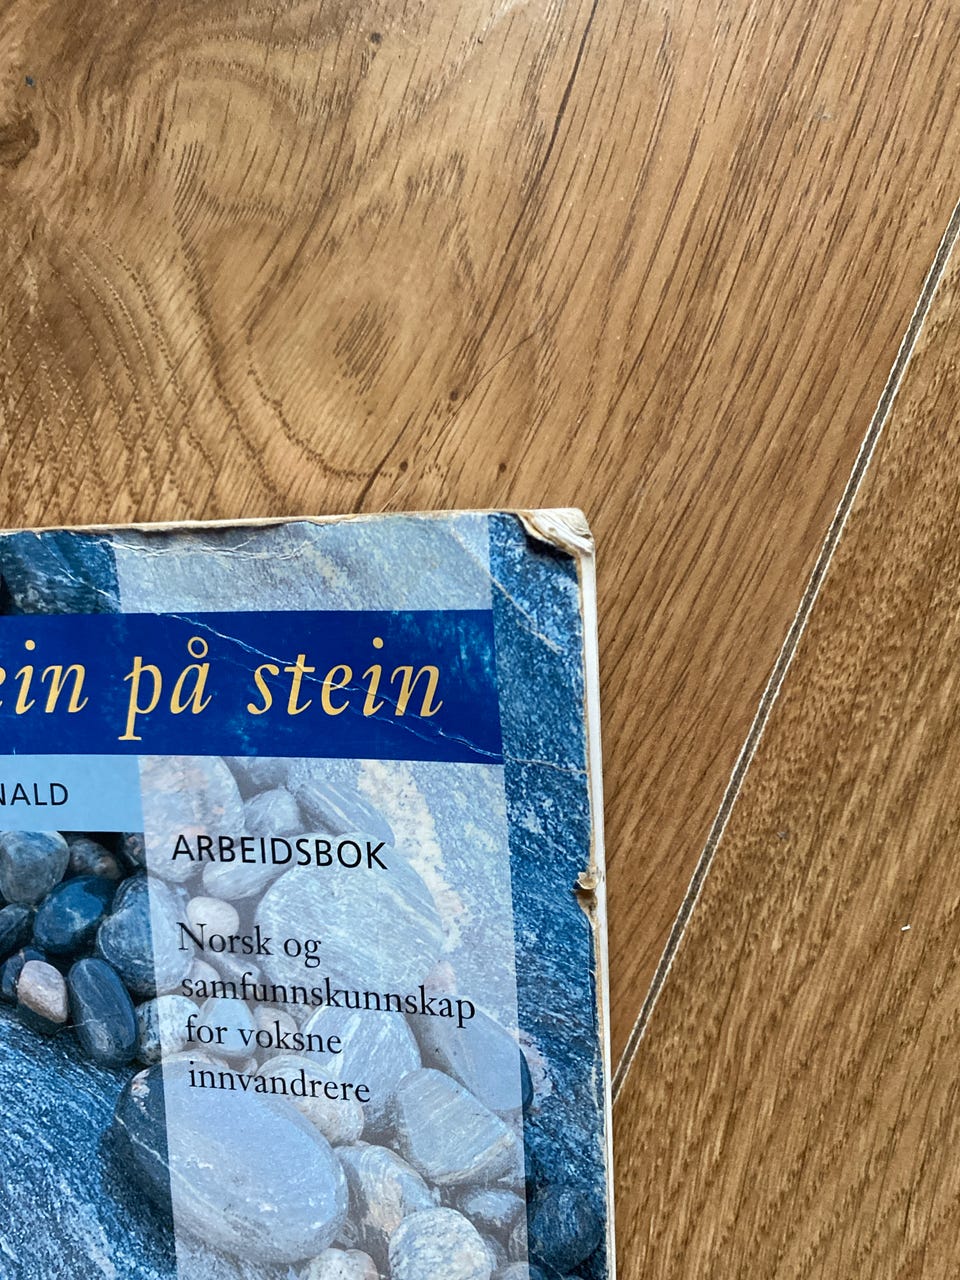 ein på stein
NALD
ARBEIDSBOK
Norsk og
samfunnskunnskap
for voksne
innvandrere